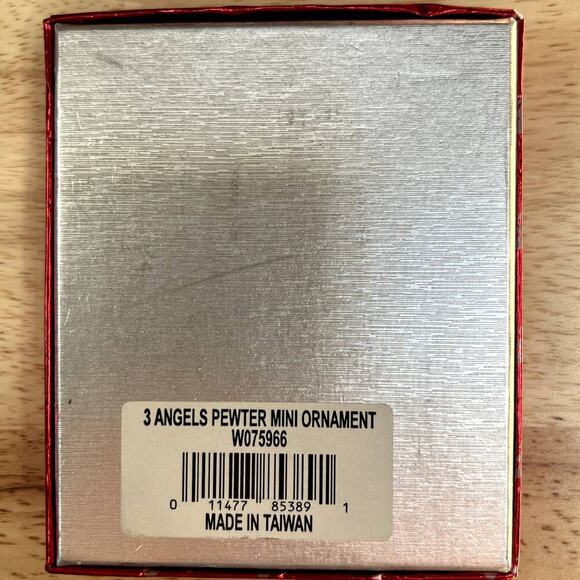 3 ANGELS PEWTER MINI ORNAMENT
W075966
0 11477 85389 1
MADE IN TAIWAN